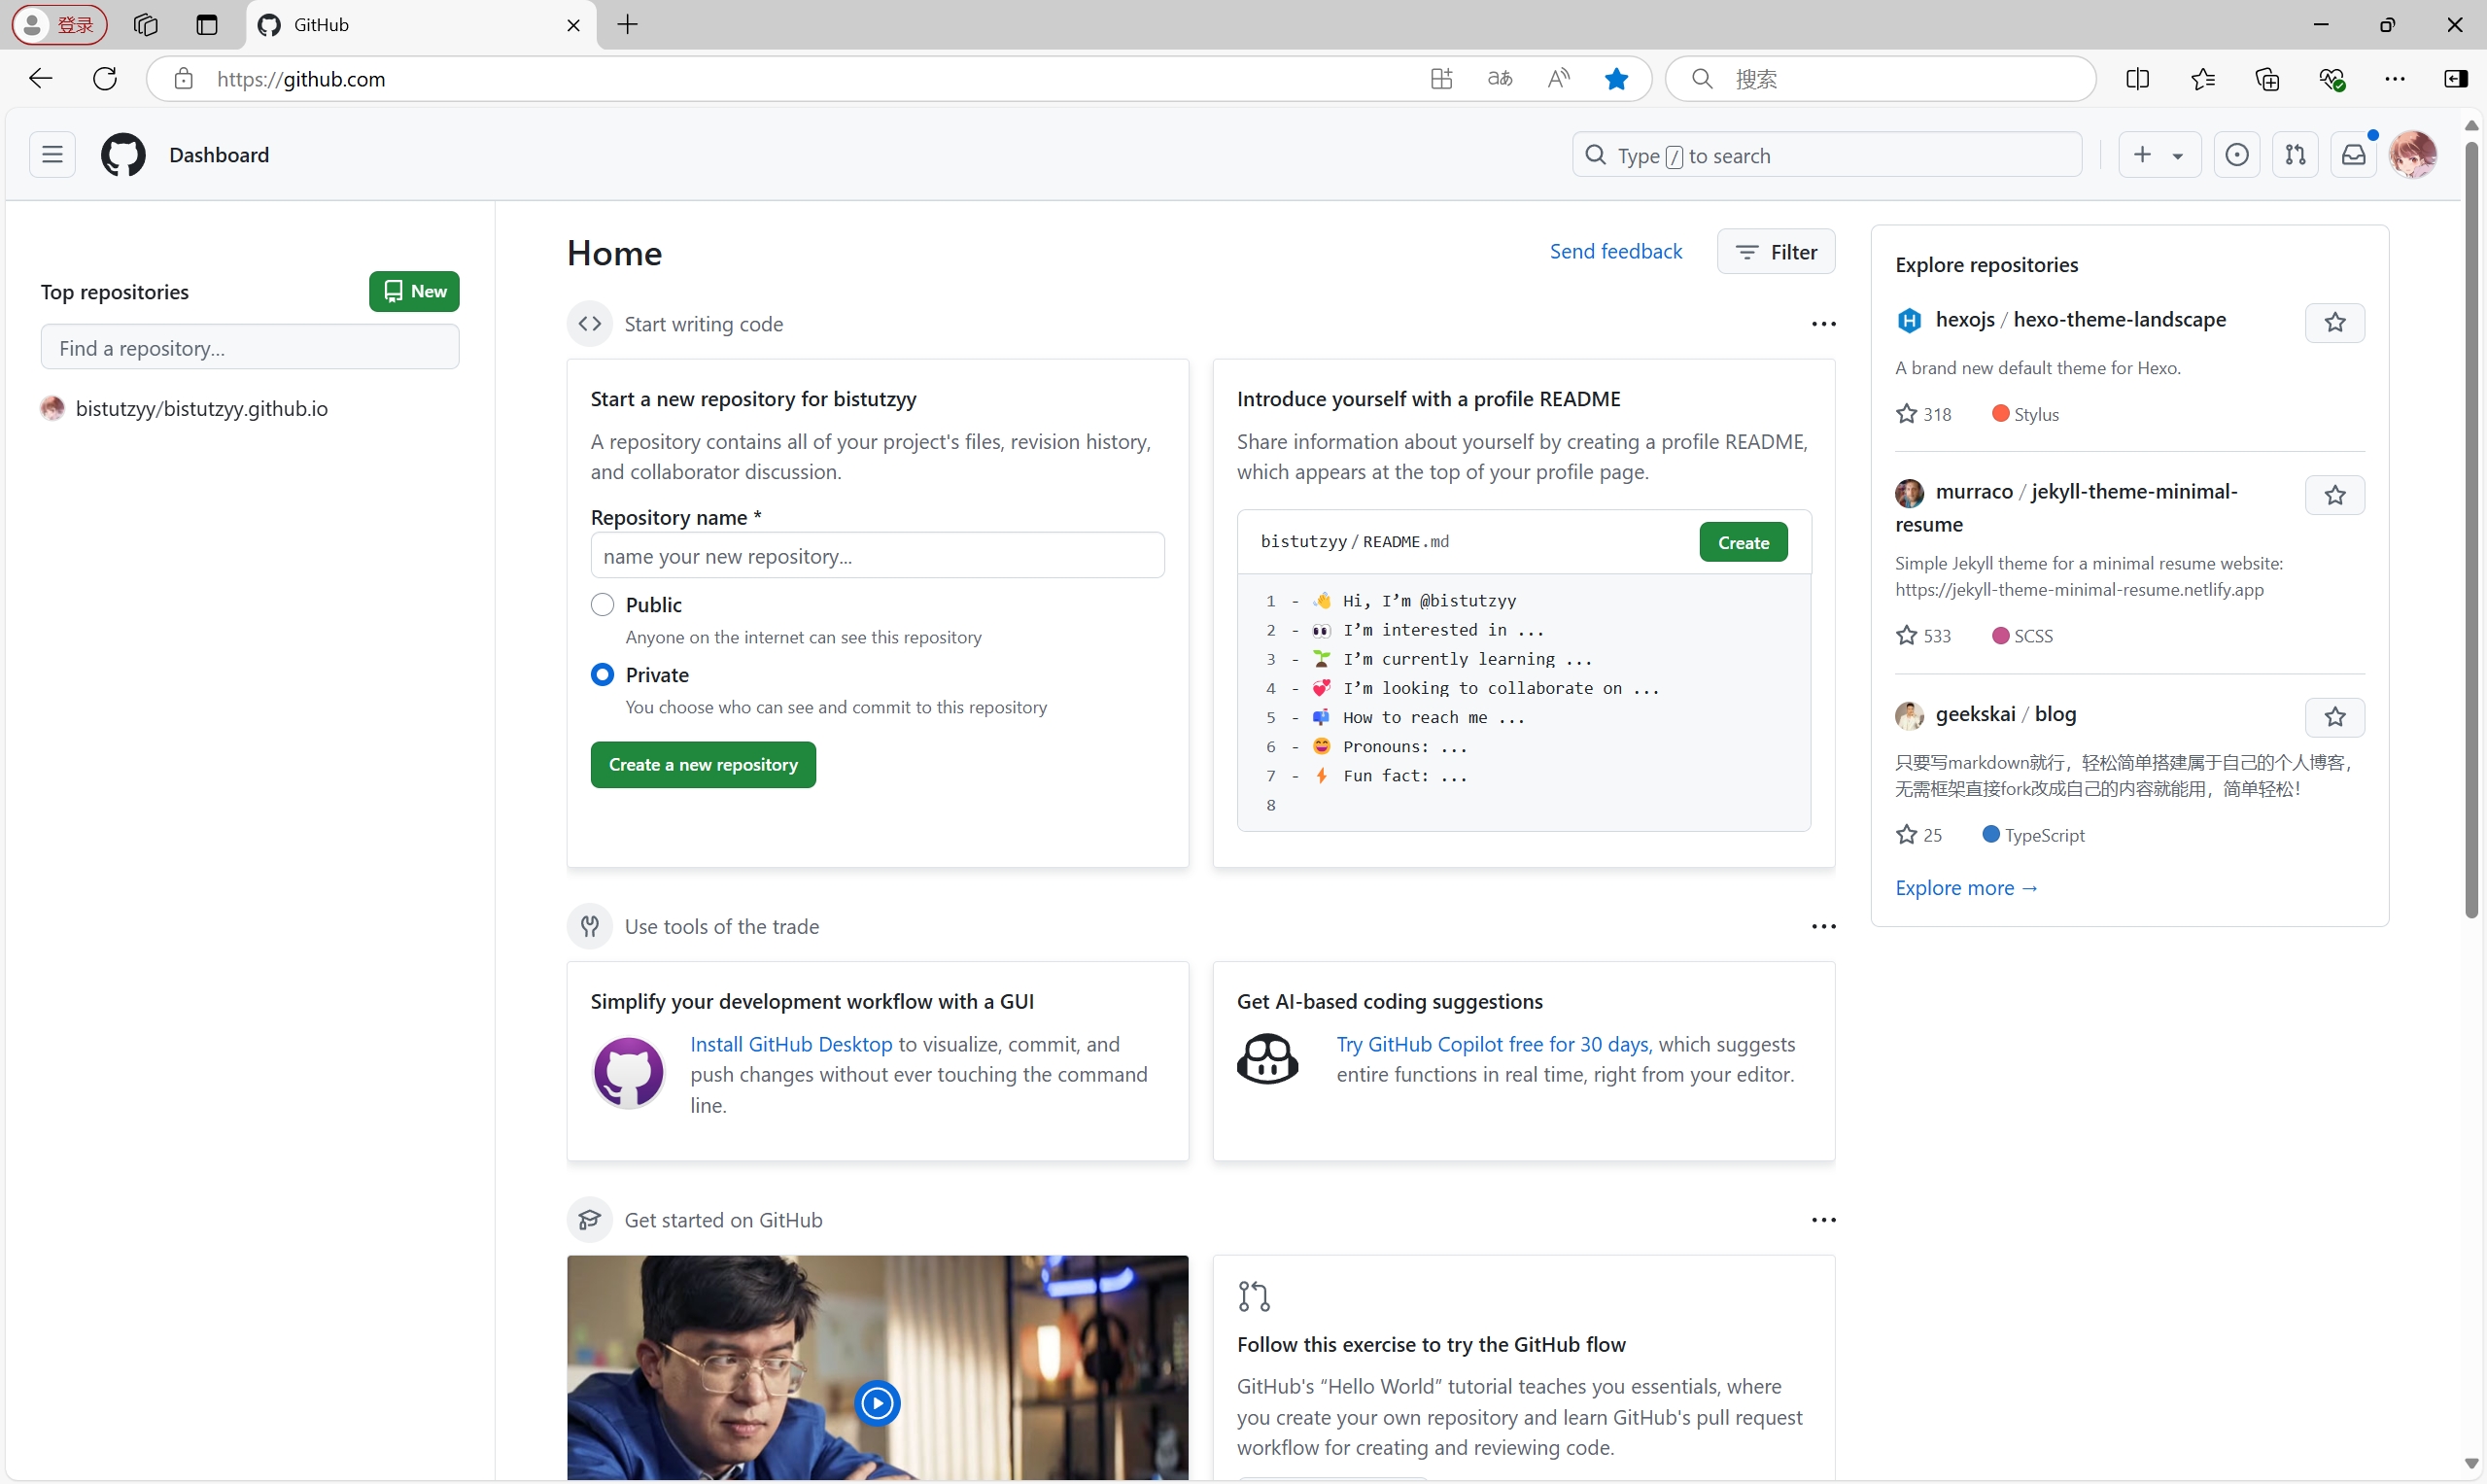 登录
GitHub
https://github.com
搜索
Dashboard
Type / to search
Top repositories
New
Find a repository...
bistutzyy/bistutzyy.github.io
Home
Send feedback
Filter
Start writing code
Start a new repository for bistutzyy
A repository contains all of your project's files, revision history,
and collaborator discussion.
Repository name *
name your new repository...
Public
Anyone on the internet can see this repository
Private
You choose who can see and commit to this repository
Create a new repository
Introduce yourself with a profile README
Share information about yourself by creating a profile README,
which appears at the top of your profile page.
bistutzyy / README.md
Create
1 - 👋 Hi, I’m @bistutzyy
2 - 👀 I’m interested in ...
3 - 🌱 I’m currently learning ...
4 - 💞️ I’m looking to collaborate on ...
5 - 📫 How to reach me ...
6 - 😄 Pronouns: ...
7 - ⚡ Fun fact: ...
8
Use tools of the trade
Simplify your development workflow with a GUI
Install GitHub Desktop to visualize, commit, and
push changes without ever touching the command
line.
Get AI-based coding suggestions
Try GitHub Copilot free for 30 days, which suggests
entire functions in real time, right from your editor.
Get started on GitHub
Follow this exercise to try the GitHub flow
GitHub's “Hello World” tutorial teaches you essentials, where
you create your own repository and learn GitHub's pull request
workflow for creating and reviewing code.
Explore repositories
hexojs / hexo-theme-landscape
A brand new default theme for Hexo.
318 Stylus
murraco / jekyll-theme-minimal-
resume
Simple Jekyll theme for a minimal resume website:
https://jekyll-theme-minimal-resume.netlify.app
533 SCSS
geekskai / blog
只要写markdown就行，轻松简单搭建属于自己的个人博客，
无需框架直接fork改成自己的内容就能用，简单轻松！
25 TypeScript
Explore more →